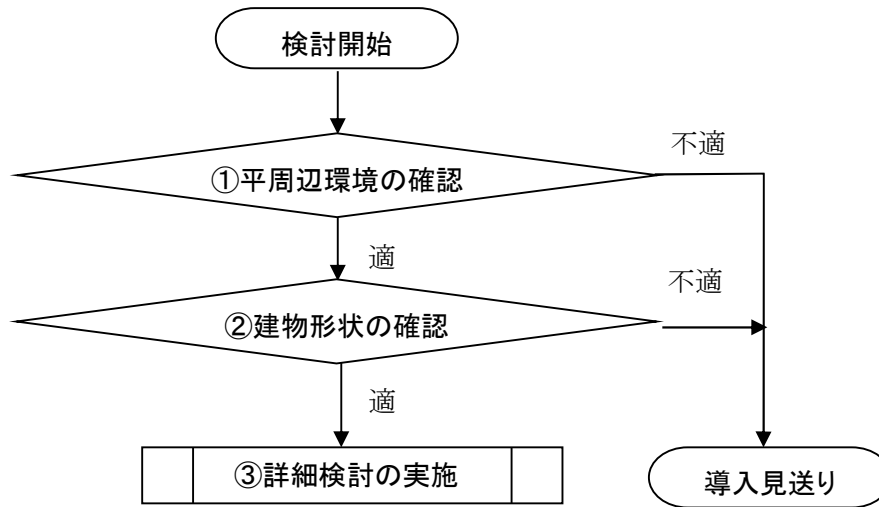 検討開始
不適
①平周辺環境の確認
適
不適
②建物形状の確認
適
③詳細検討の実施
導入見送り